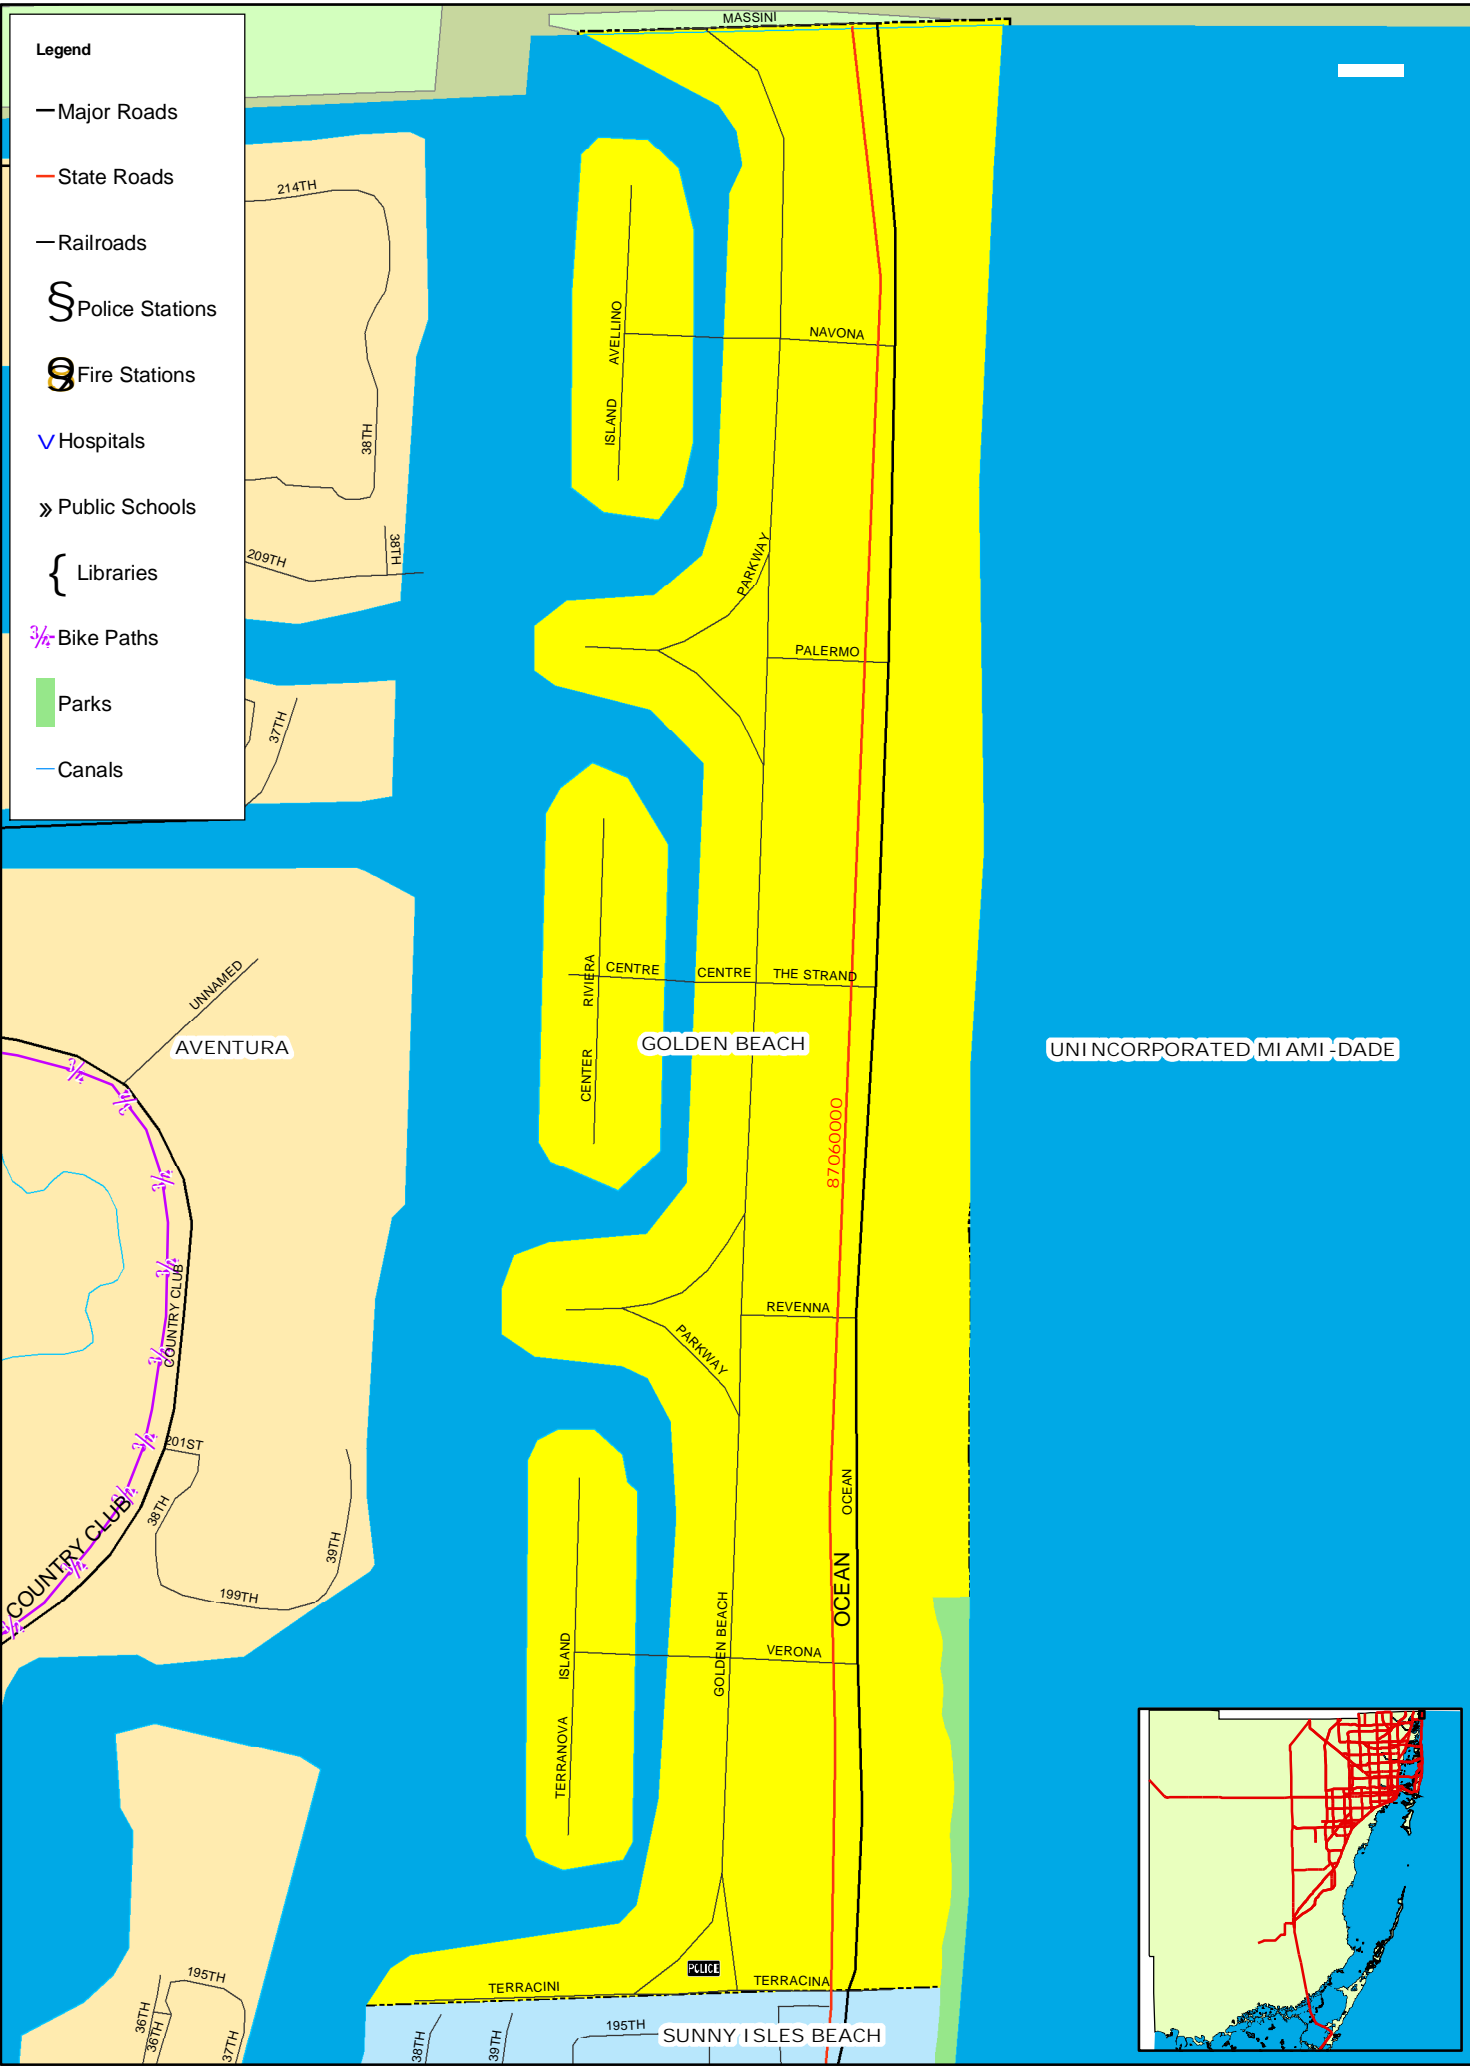 MASSINI
Legend
Major Roads
State Roads
Railroads
§ Police Stations
Fire Stations
Hospitals
» Public Schools
{ Libraries
¾ Bike Paths
Parks
Canals
214TH
38TH
209TH
38TH
37TH
AVELLINO
ISLAND
NAVONA
PARKWAY
PALERMO
UNNAMED
RIVIERA
CENTRE
CENTRE
THE STRAND
CENTER
AVENTURA
GOLDEN BEACH
UNINCORPORATED MIAMI-DADE
87060000
COUNTRY CLUB
REVENNA
PARKWAY
201ST
38TH
COUNTRY CLUB
39TH
199TH
OCEAN
OCEAN
GOLDEN BEACH
ISLAND
VERONA
TERRANOVA
POLICE
TERRACINI
TERRACINA
195TH
36TH
36TH
37TH
38TH
39TH
195TH
SUNNY ISLES BEACH